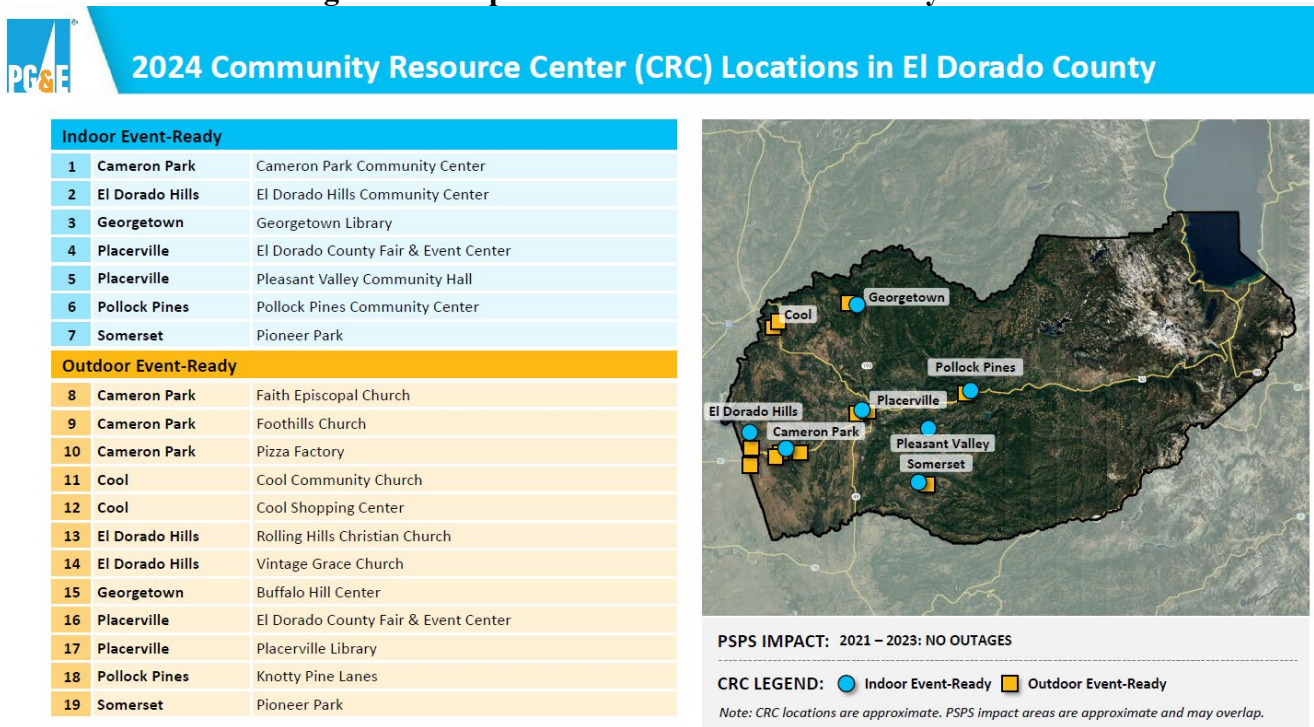 PG&E
2024 Community Resource Center (CRC) Locations in El Dorado County
Indoor Event-Ready
1 Cameron Park Cameron Park Community Center
2 El Dorado Hills El Dorado Hills Community Center
3 Georgetown Georgetown Library
4 Placerville El Dorado County Fair & Event Center
5 Placerville Pleasant Valley Community Hall
6 Pollock Pines Pollock Pines Community Center
7 Somerset Pioneer Park
Outdoor Event-Ready
8 Cameron Park Faith Episcopal Church
9 Cameron Park Foothills Church
10 Cameron Park Pizza Factory
11 Cool Cool Community Church
12 Cool Cool Shopping Center
13 El Dorado Hills Rolling Hills Christian Church
14 El Dorado Hills Vintage Grace Church
15 Georgetown Buffalo Hill Center
16 Placerville El Dorado County Fair & Event Center
17 Placerville Placerville Library
18 Pollock Pines Knotty Pine Lanes
19 Somerset Pioneer Park
Georgetown
Cool
Pollock Pines
Placerville
El Dorado Hills
Cameron Park
Pleasant Valley
Somerset
PSPS IMPACT: 2021 – 2023: NO OUTAGES
CRC LEGEND: Indoor Event-Ready Outdoor Event-Ready
Note: CRC locations are approximate. PSPS impact areas are approximate and may overlap.